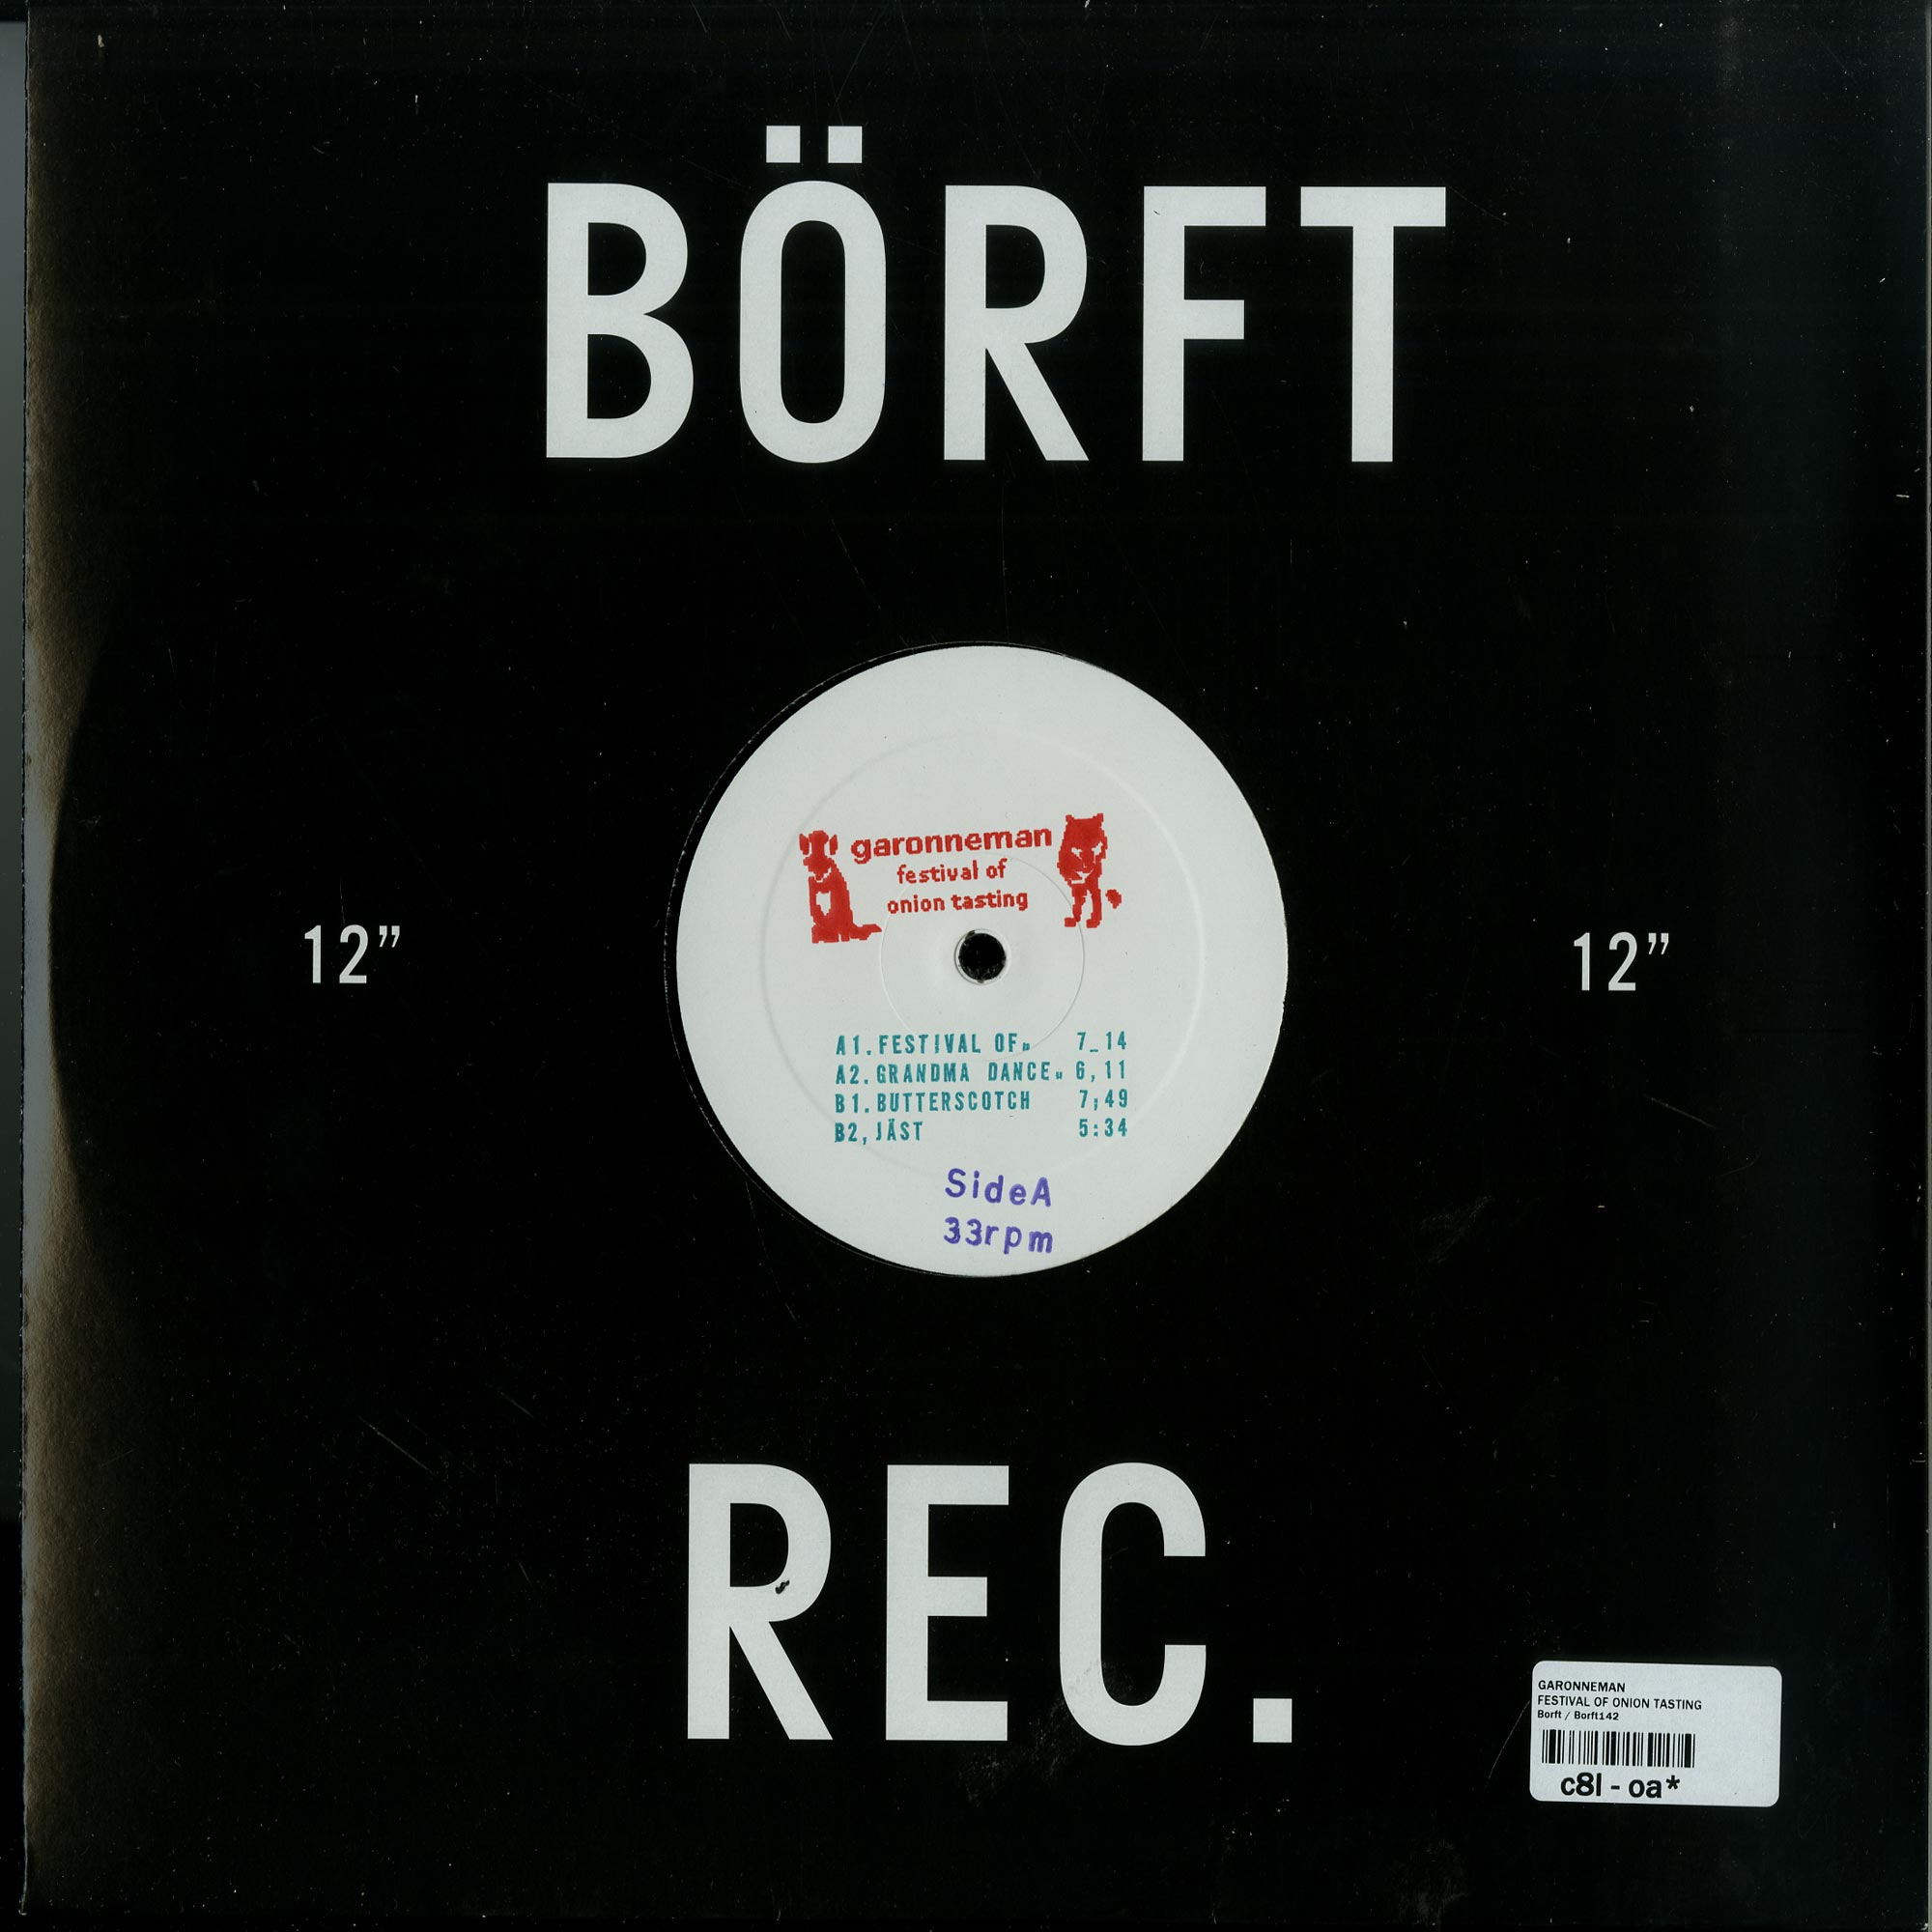 BÖRFT
garonneman
festival of
onion tasting
12”
12”
A1.FESTIVAL OF„ 7_14
A2.GRANDMA DANCE„ 6,11
B1.BUTTERSCOTCH 7;49
B2,JÄST 5:34
SideA
33rpm
REC.
GARONNEMAN
FESTIVAL OF ONION TASTING
Borft / Borft142
c8l - oa*